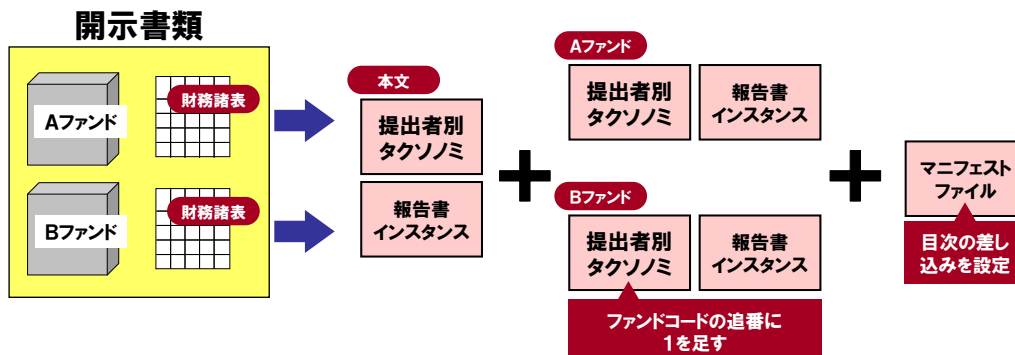 開示書類
Aファンド
財務諸表
Bファンド
財務諸表
本文
提出者別
タクソノミ
報告書
インスタンス
Aファンド
提出者別
タクソノミ
報告書
インスタンス
Bファンド
提出者別
タクソノミ
報告書
インスタンス
ファンドコードの追番に
1を足す
マニフェスト
ファイル
目次の差し
込みを設定